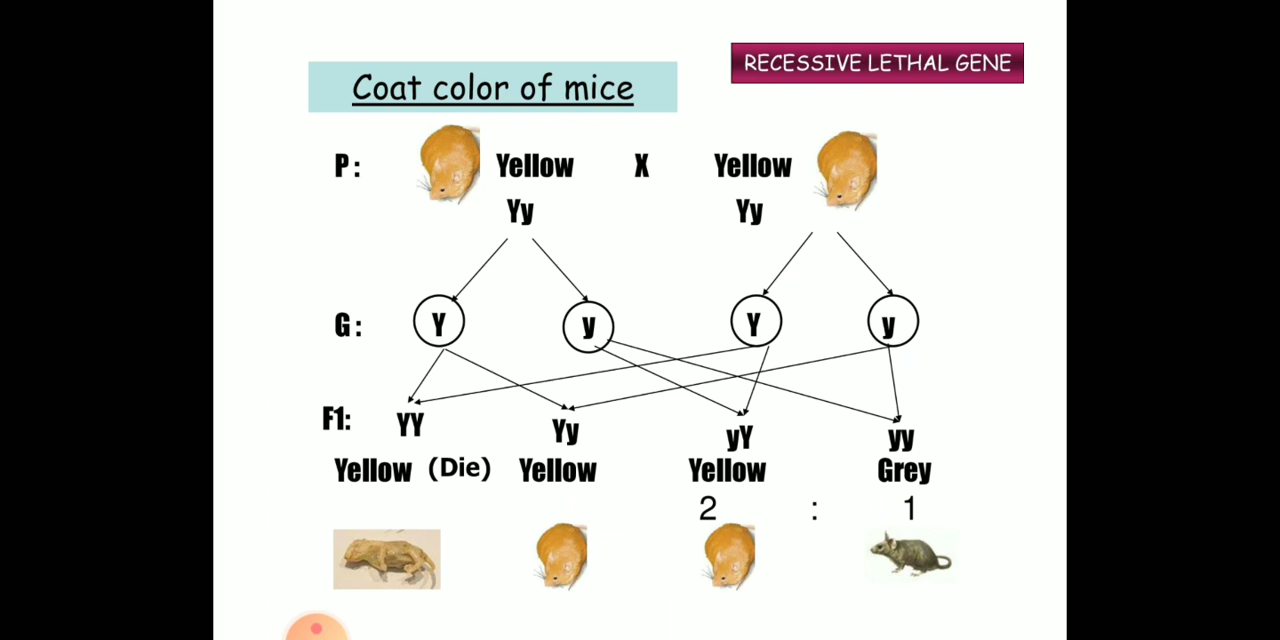 RECESSIVE LETHAL GENE
Coat color of mice
P: Yellow X Yellow
Yy Yy
G: Y y Y y
F1: YY Yy yY yy
Yellow (Die) Yellow Yellow Grey
2 : 1